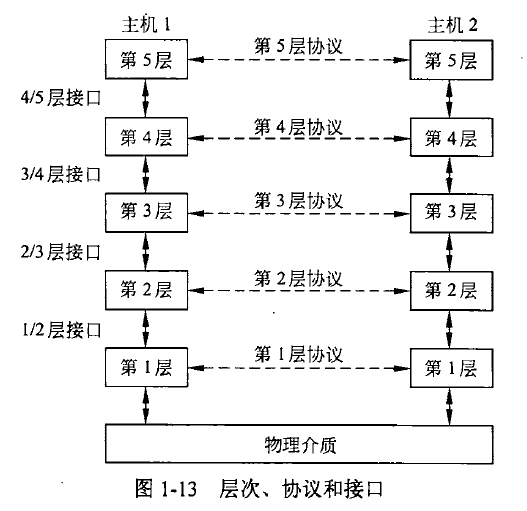 主机 1 主机 2
第 5 层 第 5 层协议 第 5 层
4/5 层接口
第 4 层 第 4 层协议 第 4 层
3/4 层接口
第 3 层 第 3 层协议 第 3 层
2/3 层接口
第 2 层 第 2 层协议 第 2 层
1/2 层接口
第 1 层 第 1 层协议 第 1 层
物理介质
图 1-13 层次、协议和接口